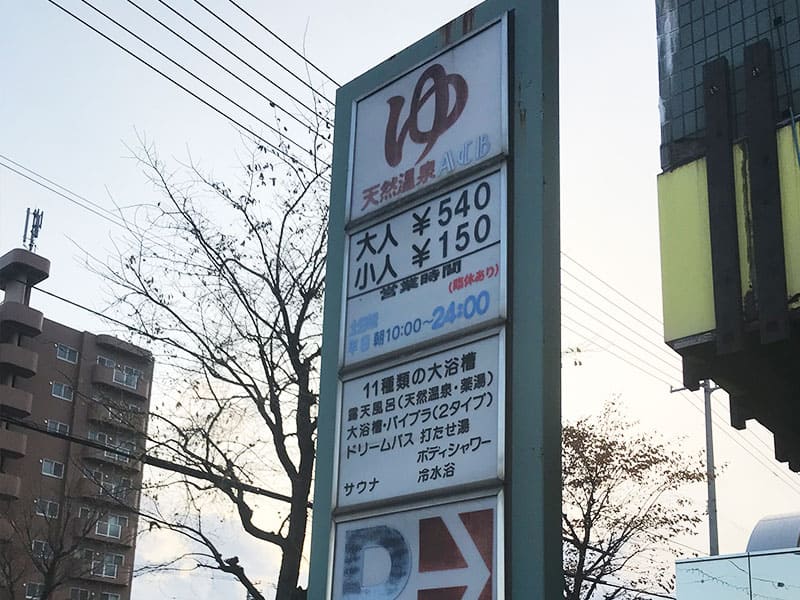 ゆ
天然温泉
大人 ¥540
小人 ¥150
営業時間
(臨休あり)
平日 朝10:00～24:00
11種類の大浴槽
露天風呂(天然温泉・薬湯)
大浴槽・バイブラ(2タイプ)
ドリームバス 打たせ湯
ボディシャワー
サウナ 冷水浴
P